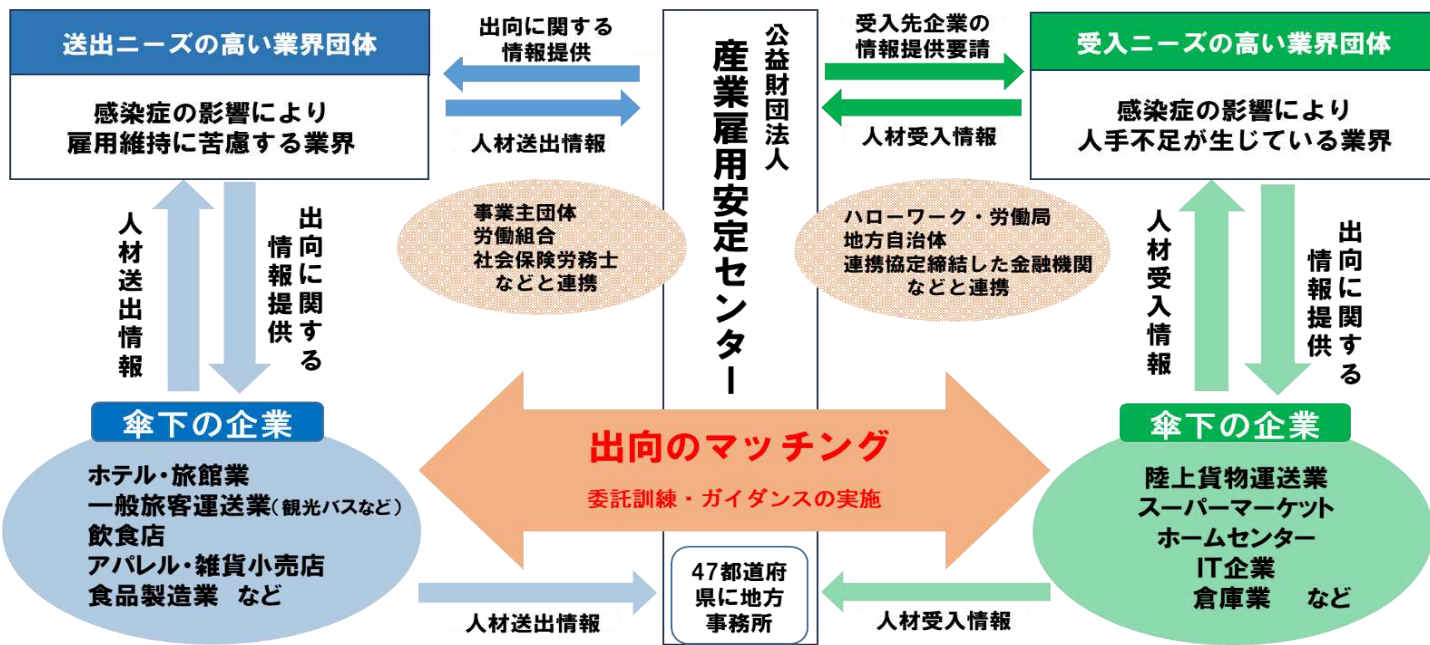 送出ニーズの高い業界団体
感染症の影響により
雇用維持に苦慮する業界
出向に関する
情報提供
人材送出情報
公益財団法人
産業雇用安定センター
受入先企業の
情報提供要請
人材受入情報
受入ニーズの高い業界団体
感染症の影響により
人手不足が生じている業界
人材送出情報
出向に関する
情報提供
事業主団体
労働組合
社会保険労務士
などと連携
ハローワーク・労働局
地方自治体
連携協定締結した金融機関
などと連携
人材受入情報
出向に関する
情報提供
傘下の企業
ホテル・旅館業
一般旅客運送業(観光バスなど)
飲食店
アパレル・雑貨小売店
食品製造業 など
出向のマッチング
委託訓練・ガイダンスの実施
傘下の企業
陸上貨物運送業
スーパーマーケット
ホームセンター
IT企業
倉庫業 など
人材送出情報
47都道府
県に地方
事務所
人材受入情報